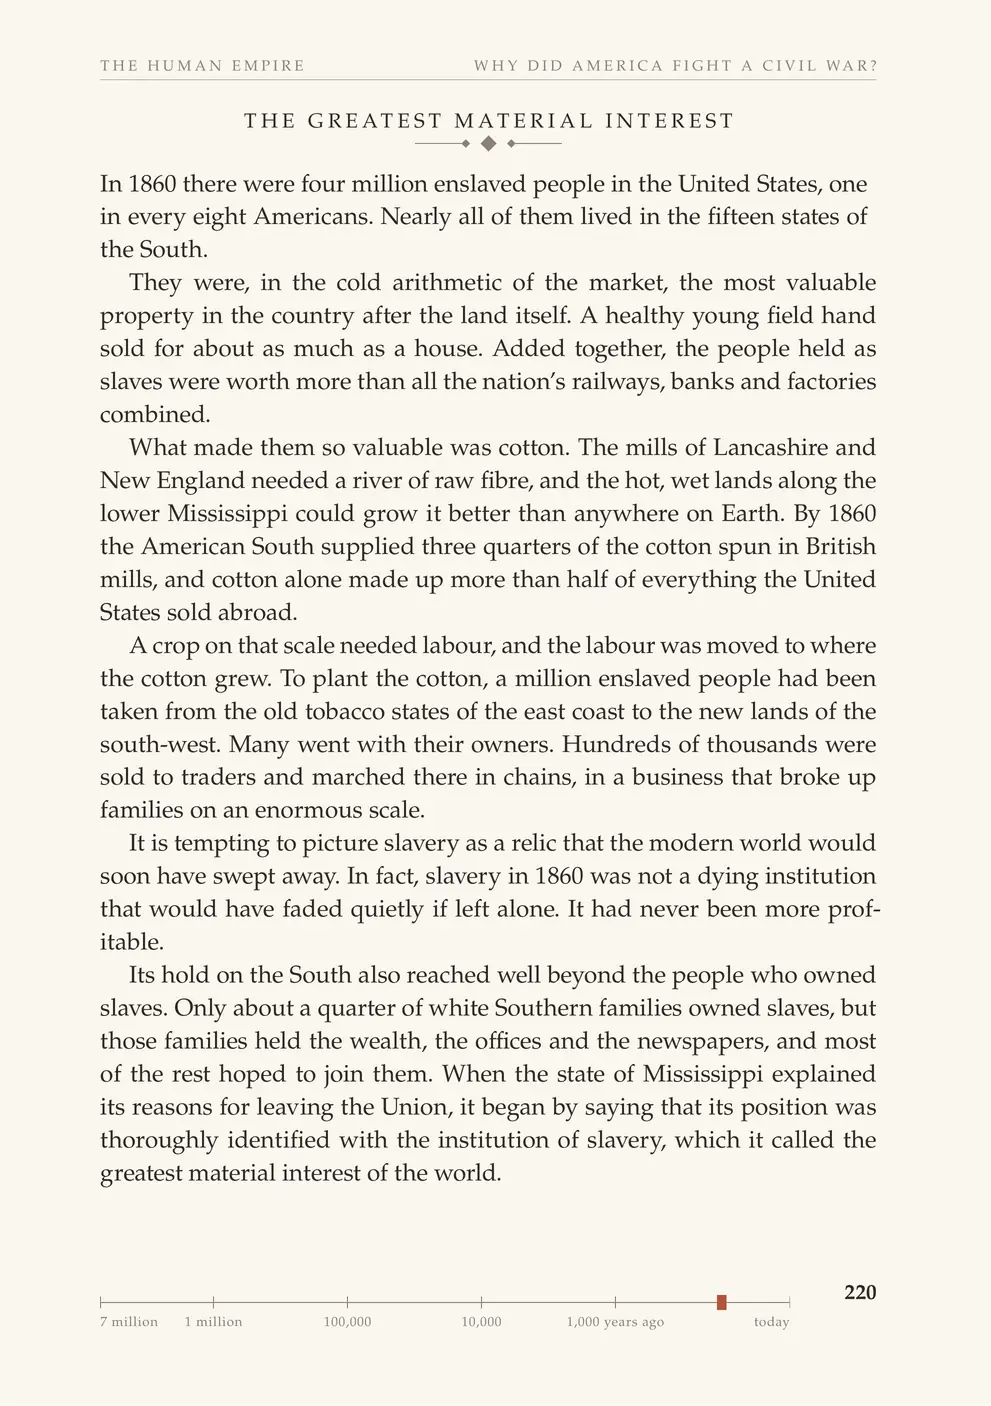 THE HUMAN EMPIRE
WHY DID AMERICA FIGHT A CIVIL WAR?
THE GREATEST MATERIAL INTEREST
In 1860 there were four million enslaved people in the United States, one
in every eight Americans. Nearly all of them lived in the fifteen states of
the South.
They were, in the cold arithmetic of the market, the most valuable
property in the country after the land itself. A healthy young field hand
sold for about as much as a house. Added together, the people held as
slaves were worth more than all the nation’s railways, banks and factories
combined.
What made them so valuable was cotton. The mills of Lancashire and
New England needed a river of raw fibre, and the hot, wet lands along the
lower Mississippi could grow it better than anywhere on Earth. By 1860
the American South supplied three quarters of the cotton spun in British
mills, and cotton alone made up more than half of everything the United
States sold abroad.
A crop on that scale needed labour, and the labour was moved to where
the cotton grew. To plant the cotton, a million enslaved people had been
taken from the old tobacco states of the east coast to the new lands of the
south-west. Many went with their owners. Hundreds of thousands were
sold to traders and marched there in chains, in a business that broke up
families on an enormous scale.
It is tempting to picture slavery as a relic that the modern world would
soon have swept away. In fact, slavery in 1860 was not a dying institution
that would have faded quietly if left alone. It had never been more prof-
itable.
Its hold on the South also reached well beyond the people who owned
slaves. Only about a quarter of white Southern families owned slaves, but
those families held the wealth, the offices and the newspapers, and most
of the rest hoped to join them. When the state of Mississippi explained
its reasons for leaving the Union, it began by saying that its position was
thoroughly identified with the institution of slavery, which it called the
greatest material interest of the world.
220
7 million
1 million
100,000
10,000
1,000 years ago
today